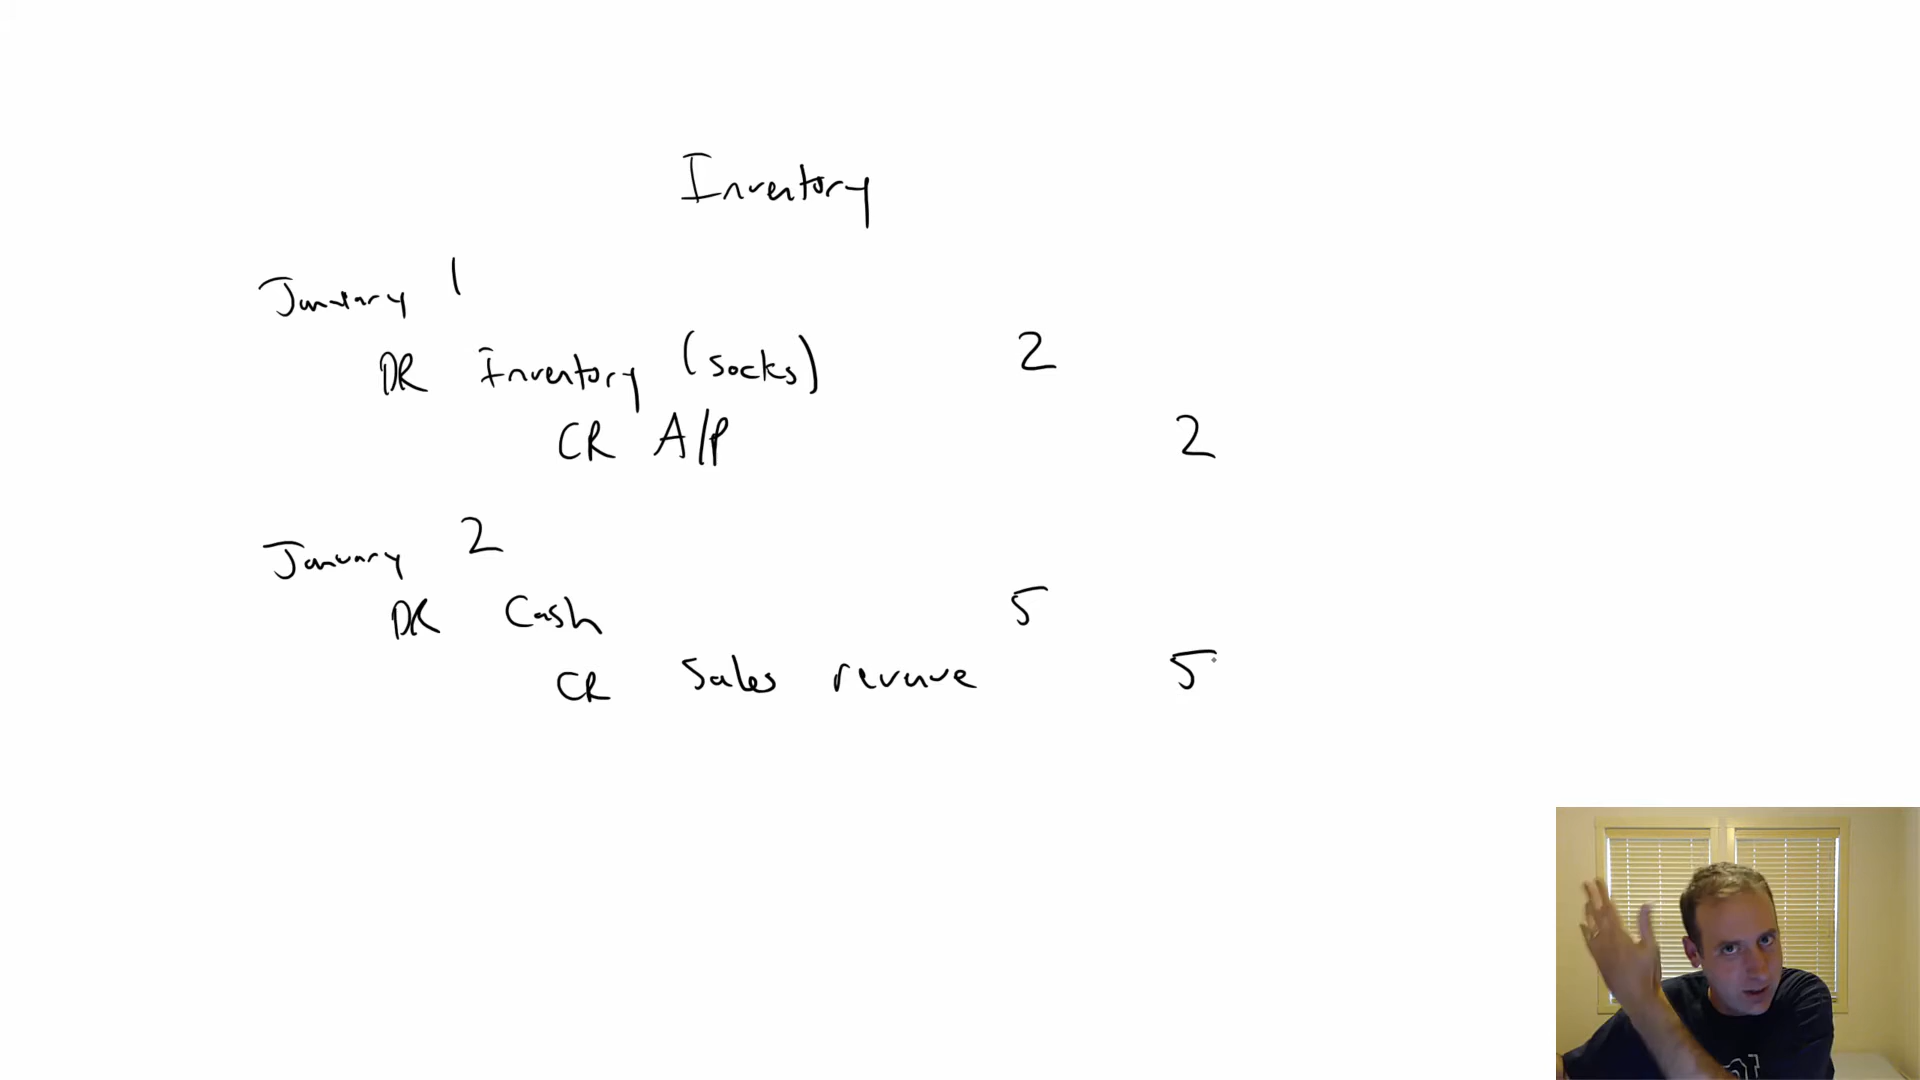 Inventory
January 1
DR Inventory (socks) 2
CR A/P 2
January 2
DR Cash 5
CR Sales revenue 5